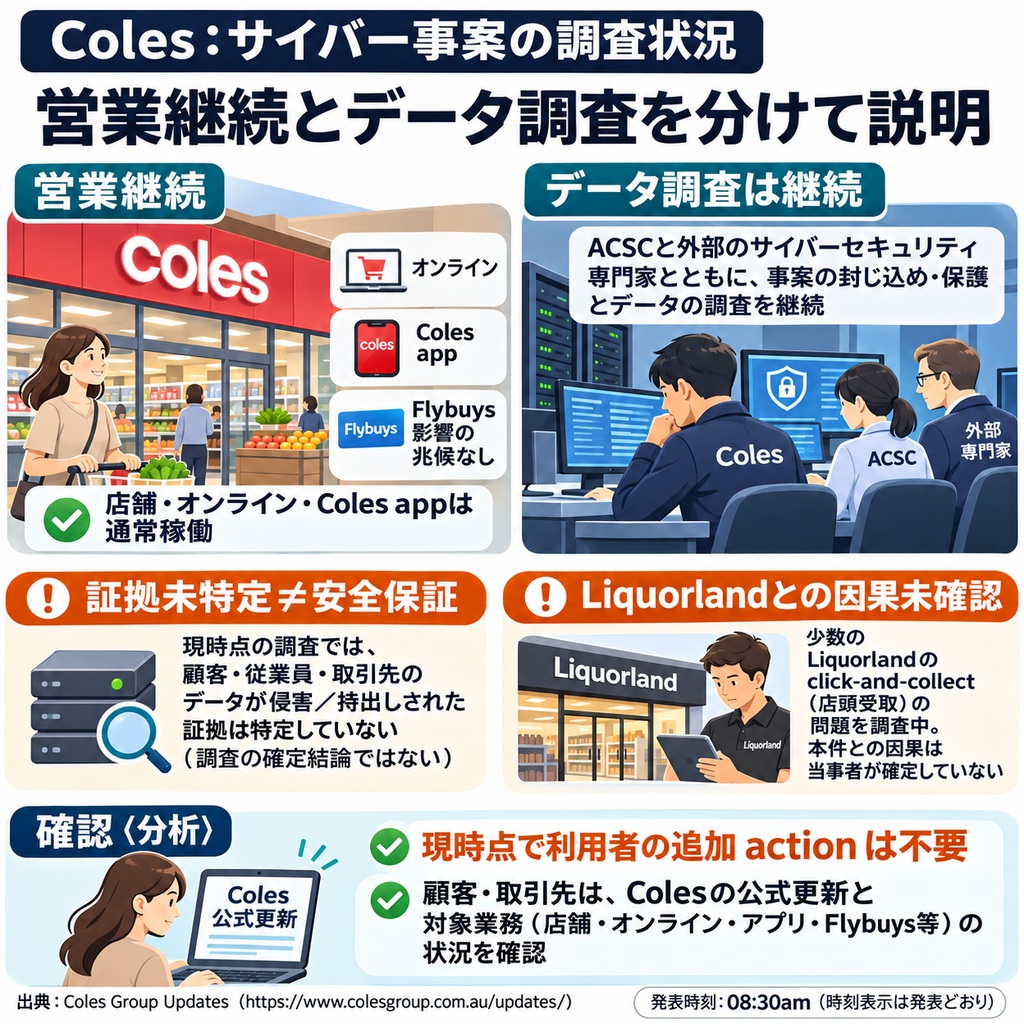 Coles：サイバー事案の調査状況
営業継続とデータ調査を分けて説明
営業継続
coles
オンライン
coles
Coles
app
Flybuys
Flybuys
影響の
兆候なし
店舗・オンライン・Coles appは
通常稼働
データ調査は継続
ACSCと外部のサイバーセキュリティ
専門家とともに、事案の封じ込め・保護
とデータの調査を継続
Coles
ACSC
外部
専門家
証拠未特定≠安全保証
現時点の調査では、
顧客・従業員・取引先の
データが侵害／持出しされた
証拠は特定していない
（調査の確定結論ではない）
Liquorlandとの因果未確認
Liquorland
Liquorland
少数の
Liquorlandの
click-and-collect
（店頭受取）の
問題を調査中。
本件との因果は
当事者が確定していない
確認〈分析〉
Coles
公式更新
現時点で利用者の追加 action は不要
顧客・取引先は、Colesの公式更新と
対象業務（店舗・オンライン・アプリ・Flybuys等）の
状況を確認
出典：Coles Group Updates（https://www.colesgroup.com.au/updates/）
発表時刻：08:30am（時刻表示は発表どおり）